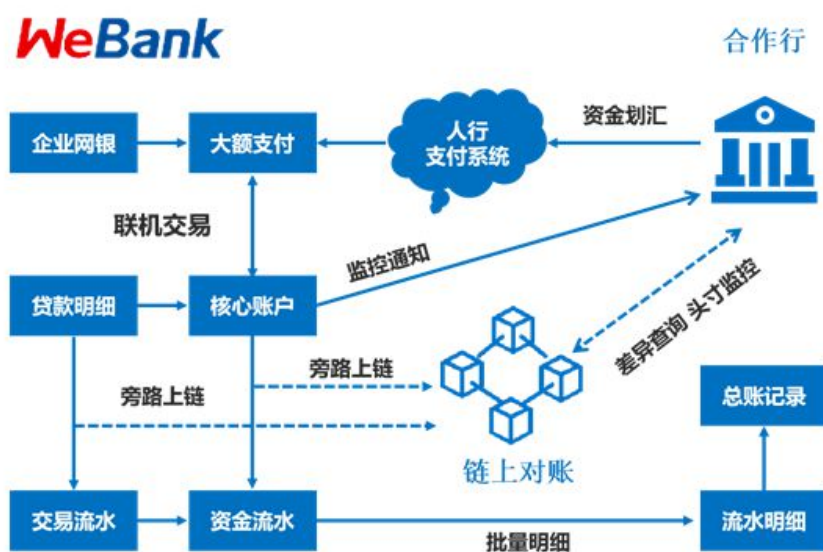 WeBank
合作行
企业网银
大额支付
人行
支付系统
资金划汇
联机交易
监控通知
贷款明细
核心账户
差异查询 头寸监控
旁路上链
旁路上链
总账记录
链上对账
交易流水
资金流水
批量明细
流水明细